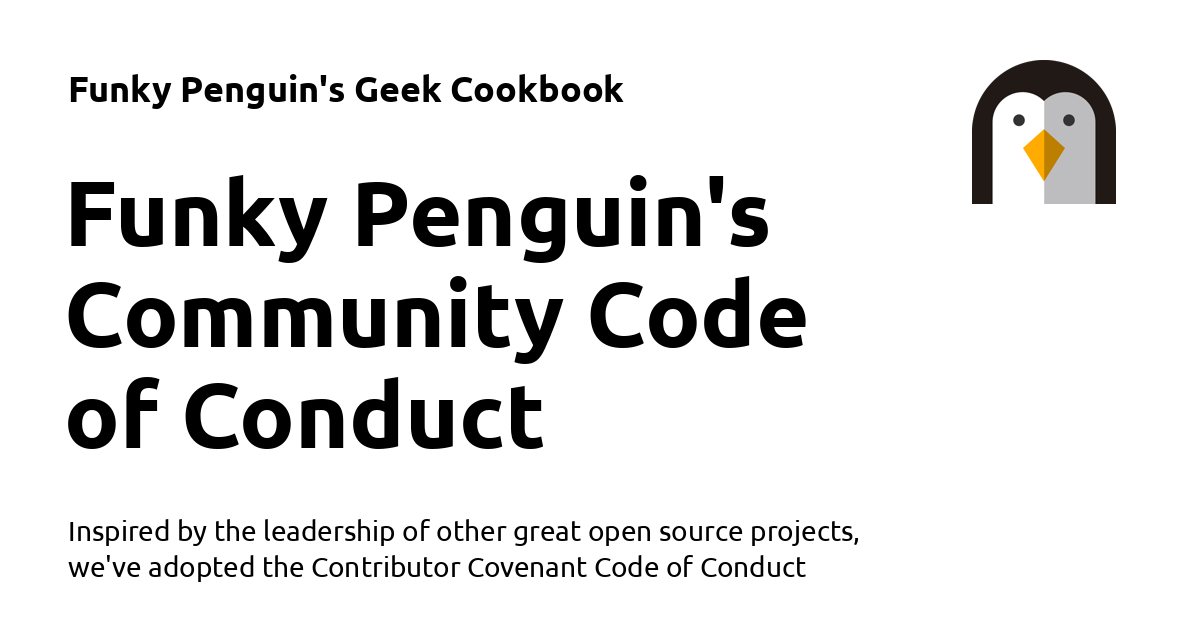 Funky Penguin's Geek Cookbook
Funky Penguin's
Community Code
of Conduct
Inspired by the leadership of other great open source projects,
we've adopted the Contributor Covenant Code of Conduct